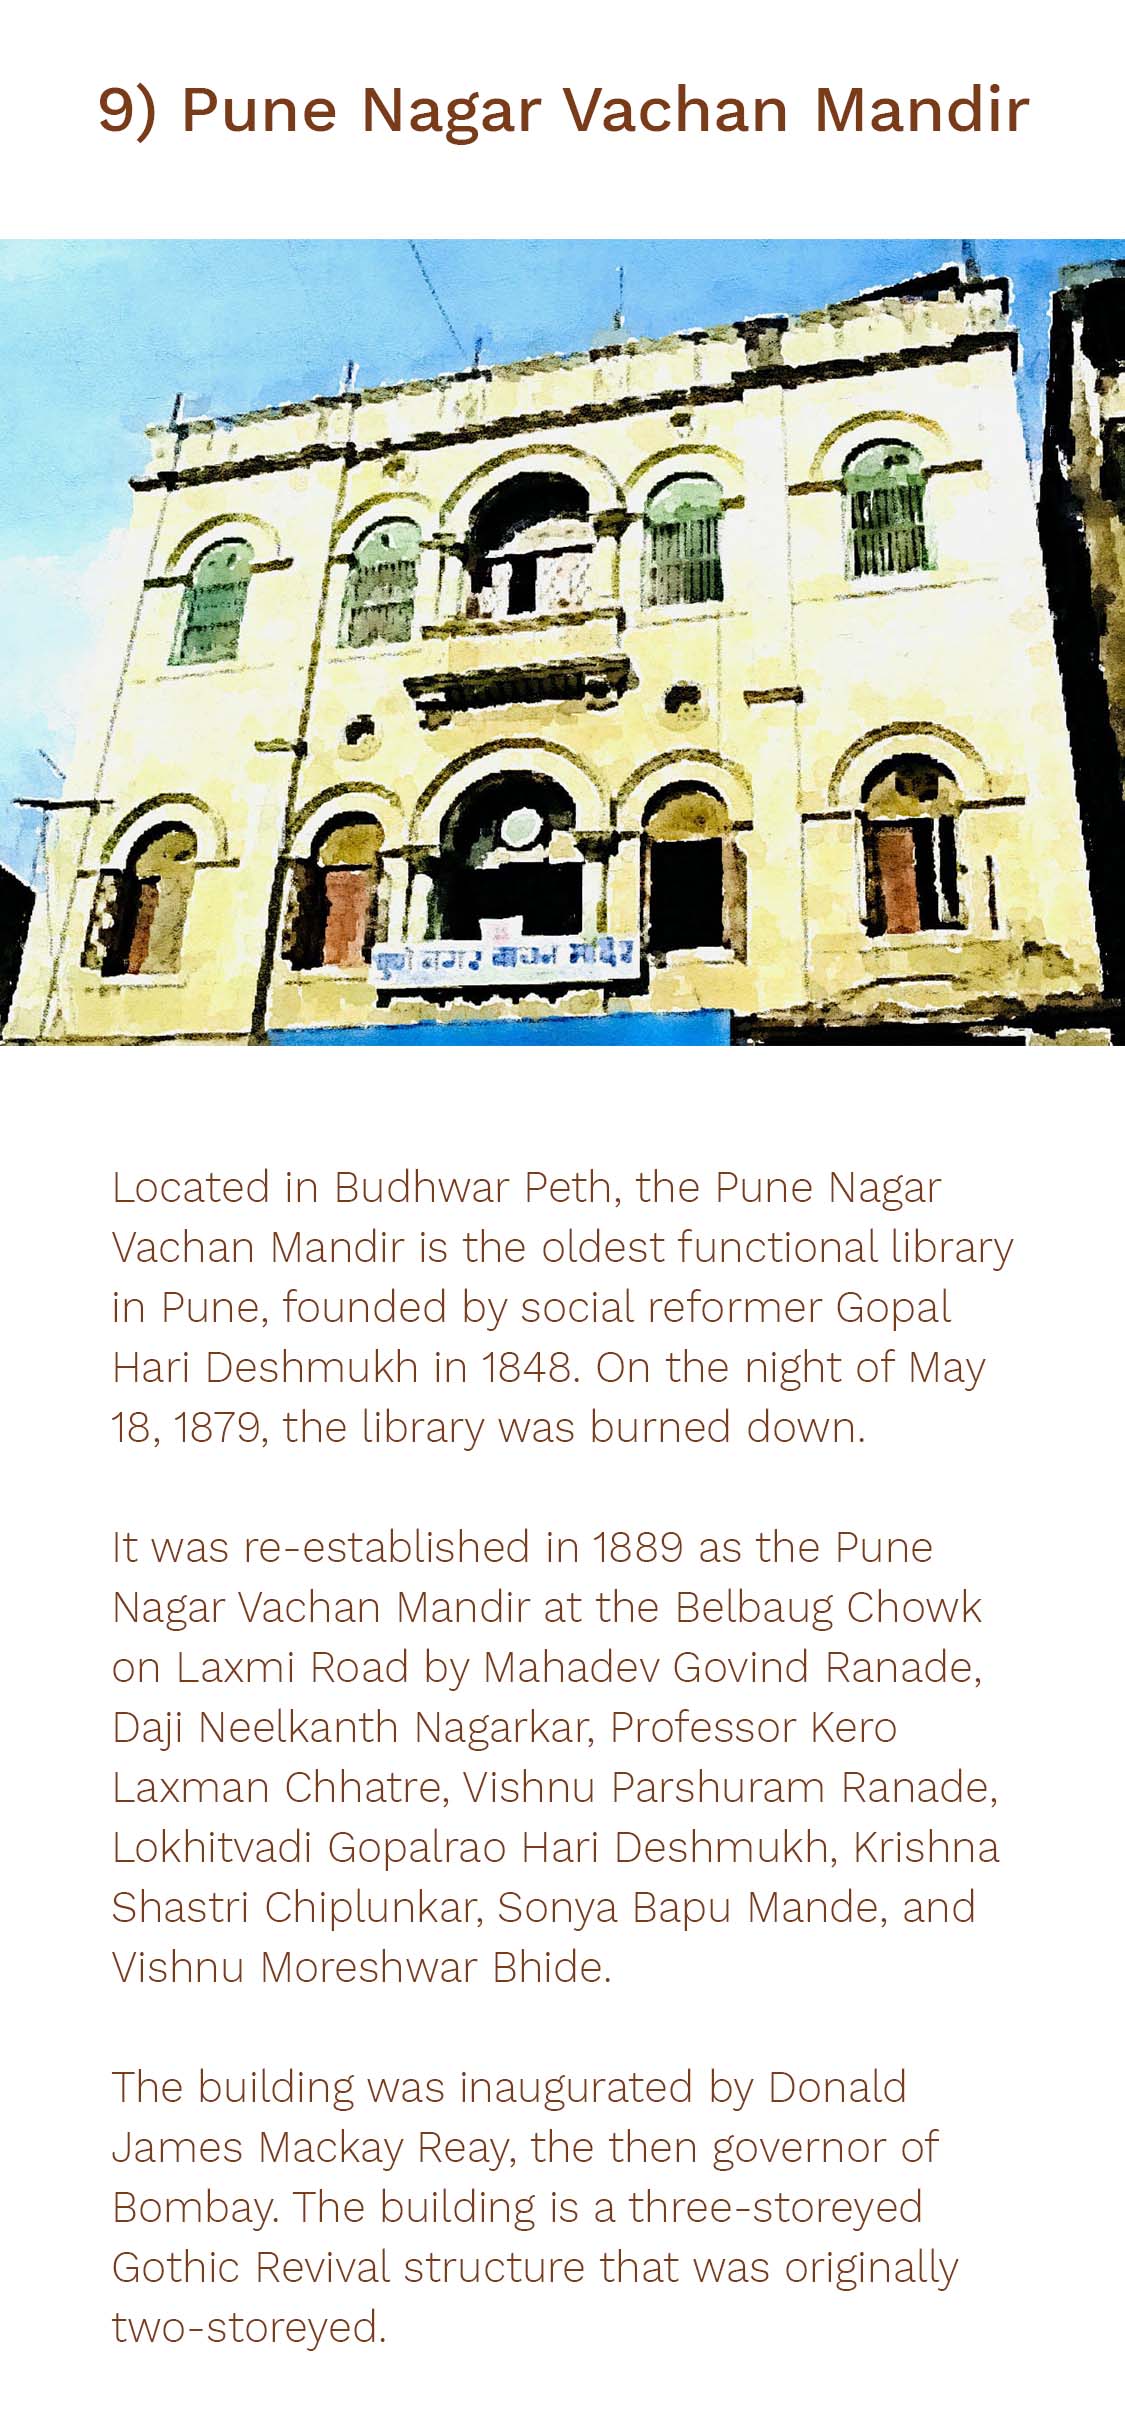 9) Pune Nagar Vachan Mandir
पुणे नगर वाचन मंदिर
Located in Budhwar Peth, the Pune Nagar
Vachan Mandir is the oldest functional library
in Pune, founded by social reformer Gopal
Hari Deshmukh in 1848. On the night of May
18, 1879, the library was burned down.
It was re-established in 1889 as the Pune
Nagar Vachan Mandir at the Belbaug Chowk
on Laxmi Road by Mahadev Govind Ranade,
Daji Neelkanth Nagarkar, Professor Kero
Laxman Chhatre, Vishnu Parshuram Ranade,
Lokhitvadi Gopalrao Hari Deshmukh, Krishna
Shastri Chiplunkar, Sonya Bapu Mande, and
Vishnu Moreshwar Bhide.
The building was inaugurated by Donald
James Mackay Reay, the then governor of
Bombay. The building is a three-storeyed
Gothic Revival structure that was originally
two-storeyed.